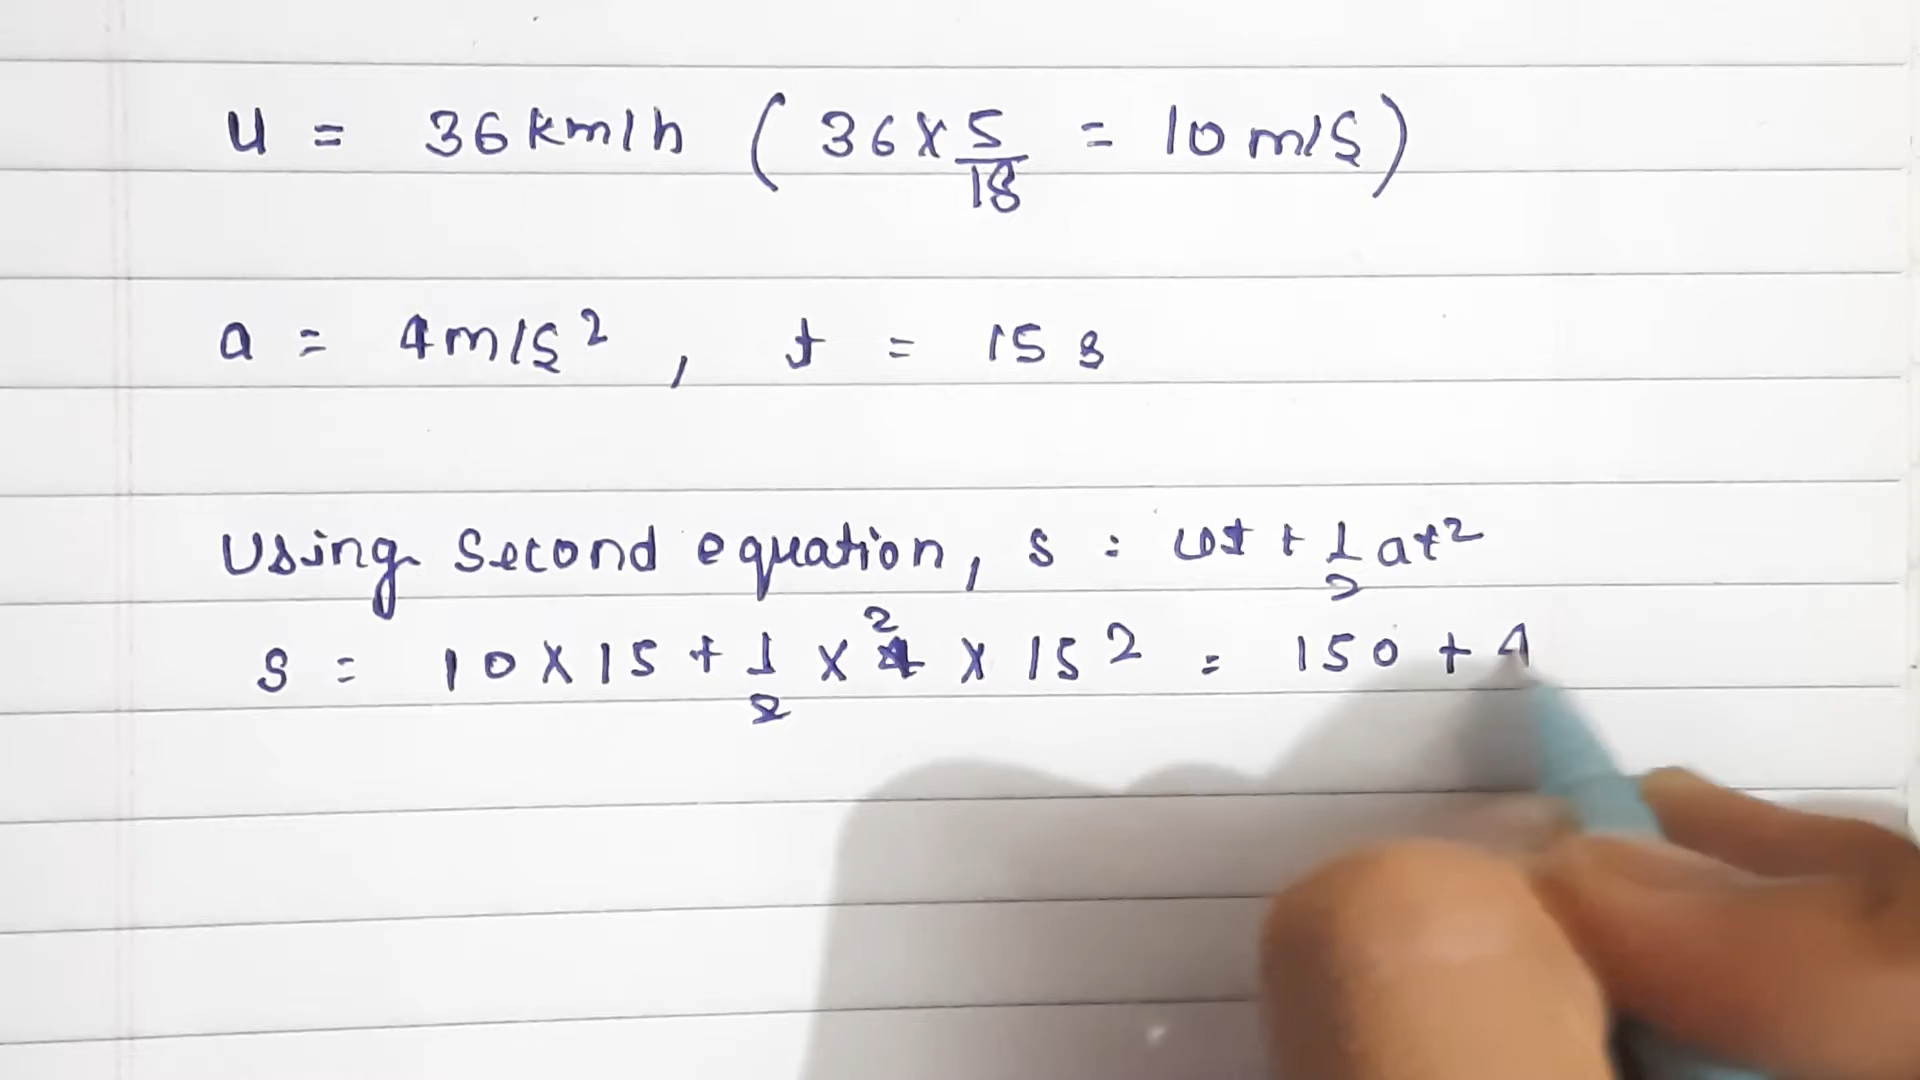 u = 36 km/h ( 36 × 5/18 = 10 m/s )
a = 4 m/s² , t = 15 s
Using Second equation, s = ut + 1/2 at²
s = 10 × 15 + 1/2 × 4 2 × 15² = 150 + 4